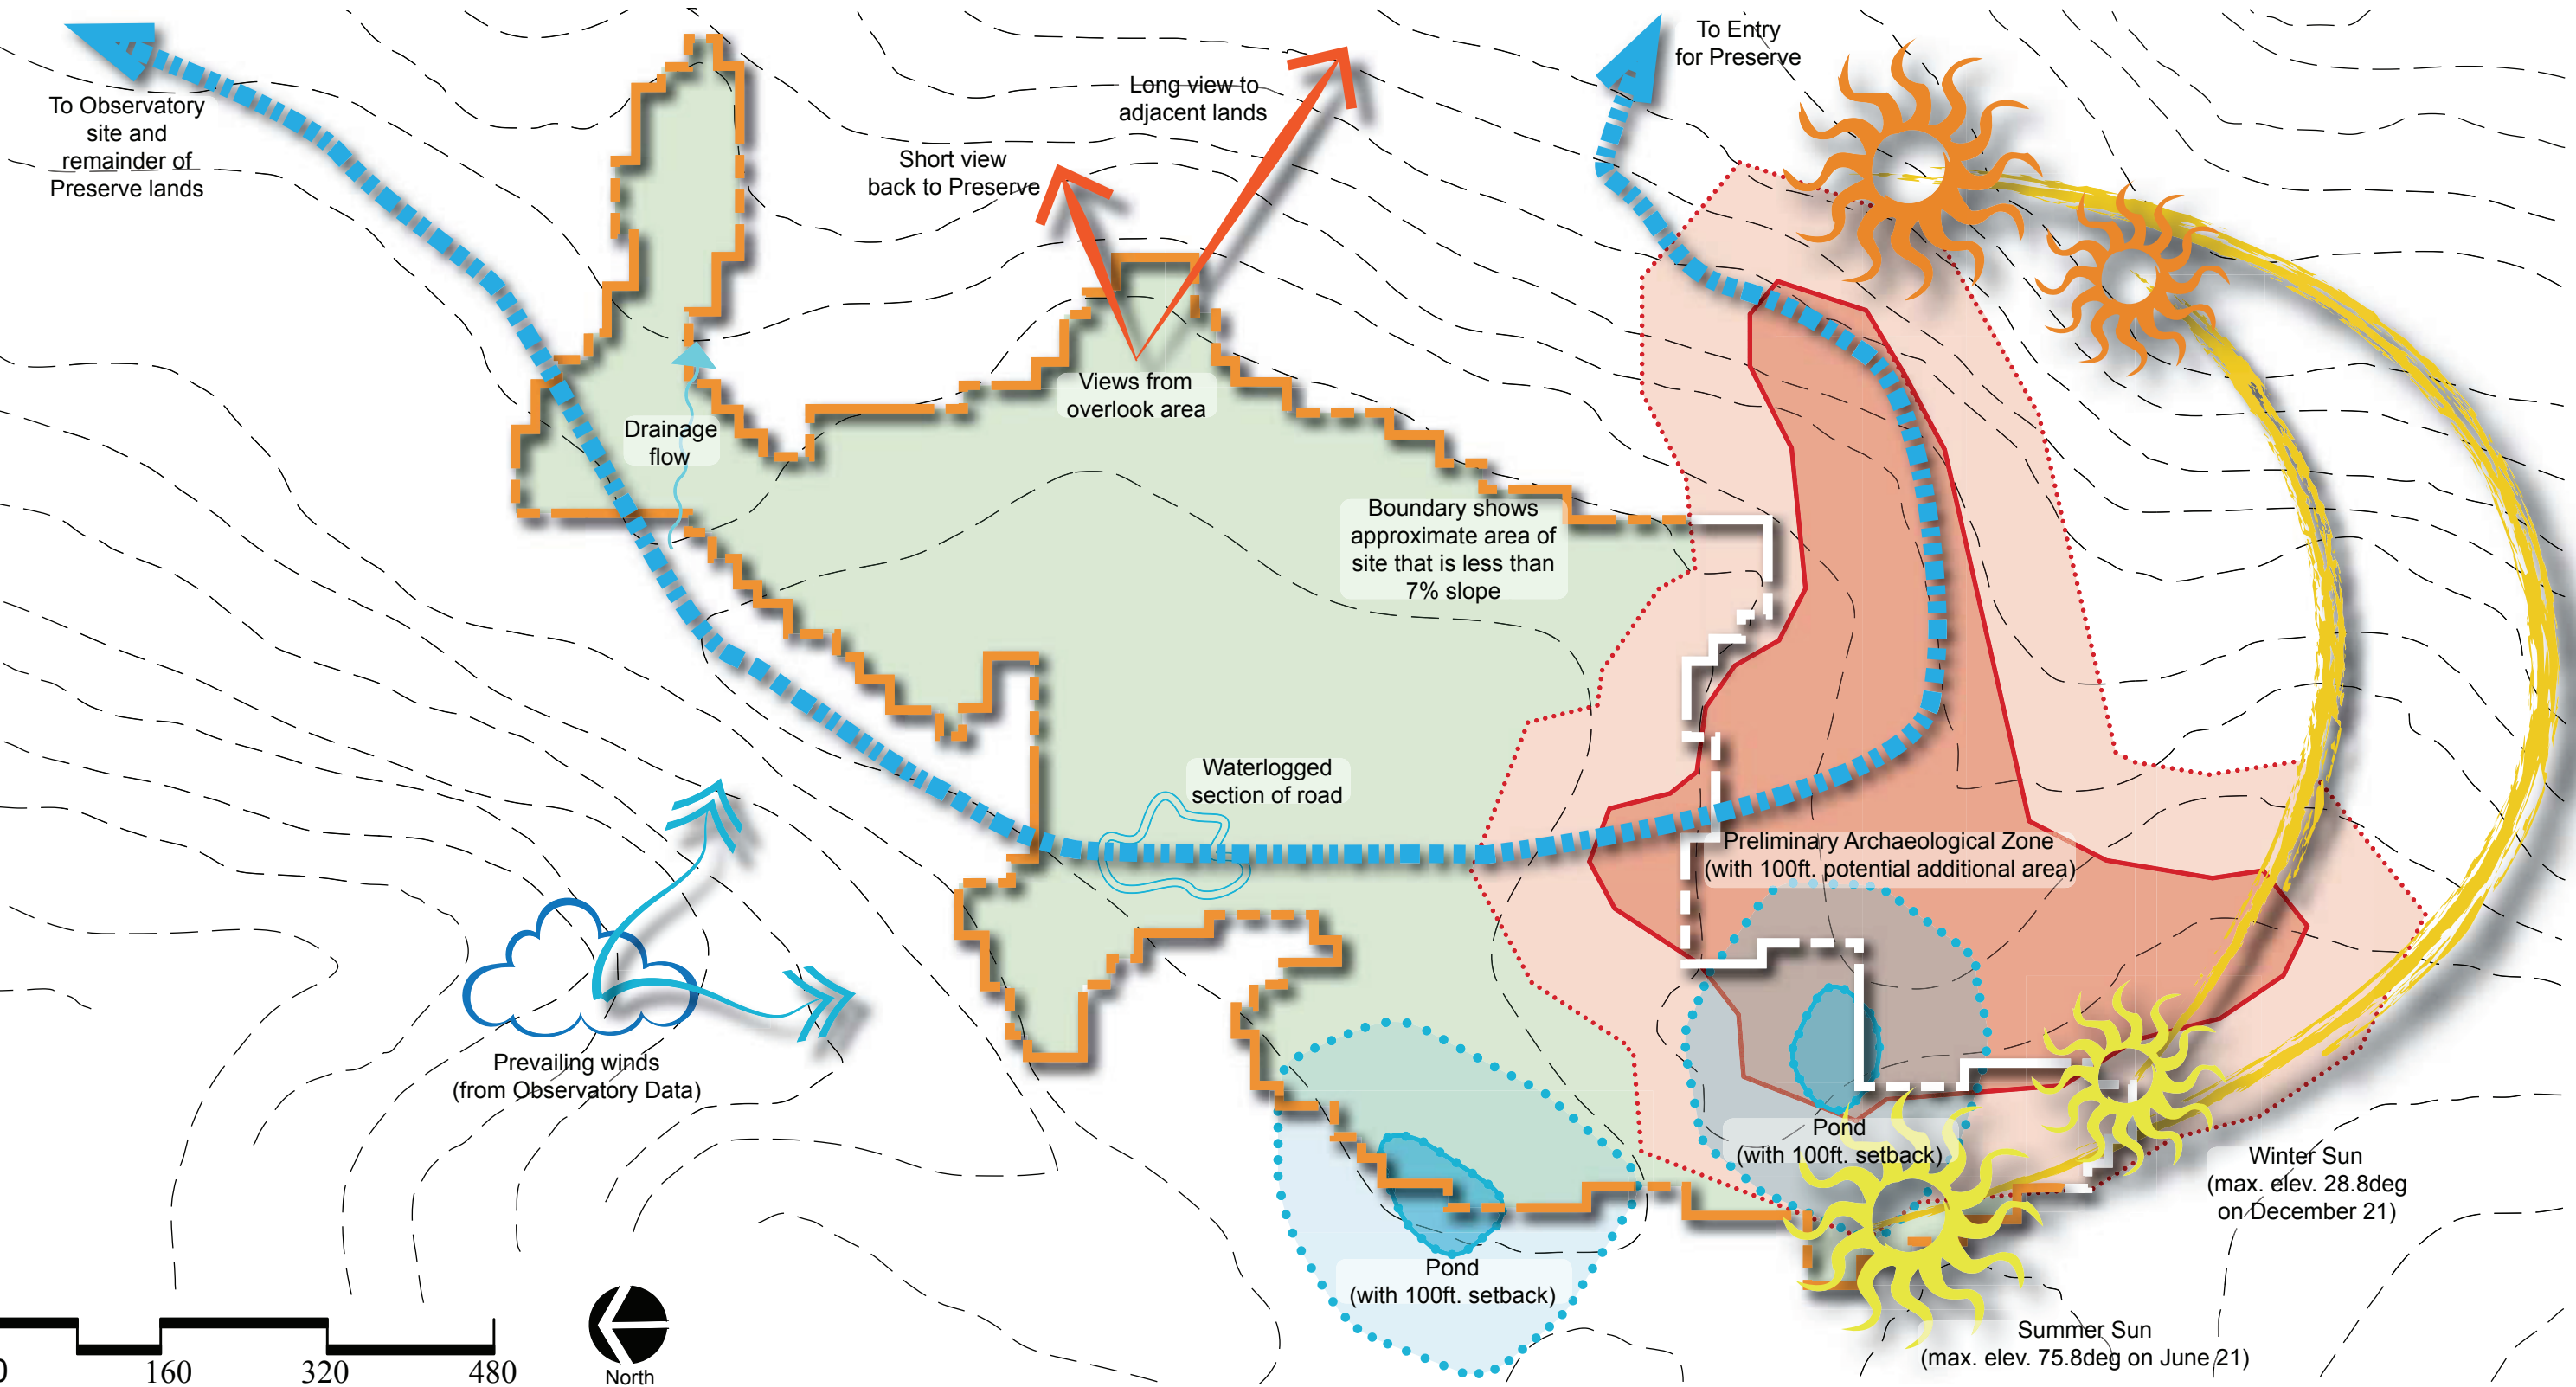 To Observatory
site and
remainder of
Preserve lands
Short view
back to Preserve
Long view to
adjacent lands
To Entry
for Preserve
Views from
overlook area
Drainage
flow
Boundary shows
approximate area of
site that is less than
7% slope
Waterlogged
section of road
Preliminary Archaeological Zone
(with 100ft. potential additional area)
Prevailing winds
(from Observatory Data)
Pond
(with 100ft. setback)
Winter Sun
(max. elev. 28.8deg
on December 21)
Pond
(with 100ft. setback)
Summer Sun
(max. elev. 75.8deg on June 21)
0 160 320 480
North